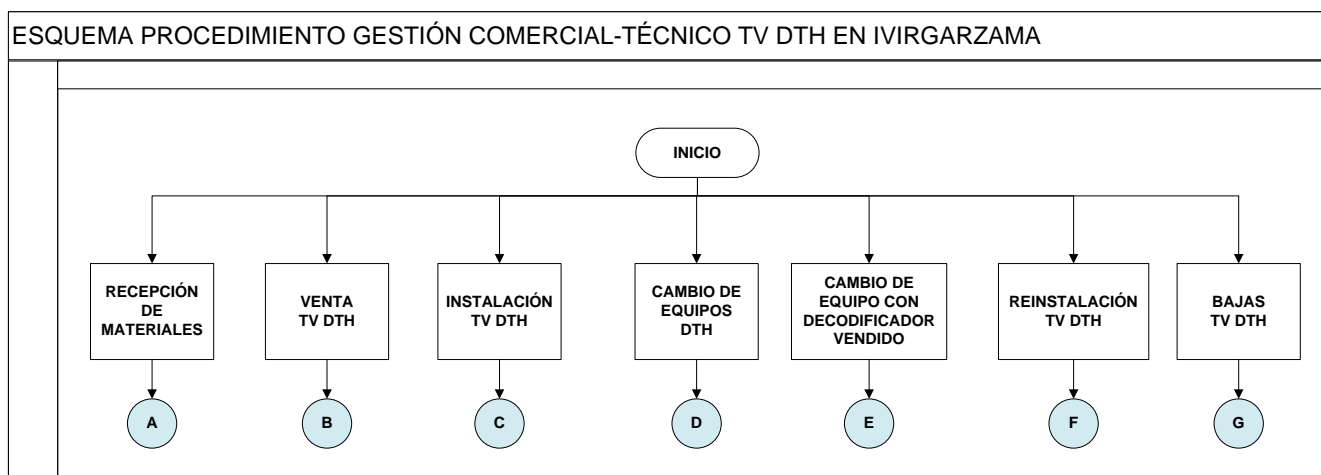 ESQUEMA PROCEDIMIENTO GESTIÓN COMERCIAL-TÉCNICO TV DTH EN IVIRGARZAMA
INICIO
RECEPCIÓN
DE
MATERIALES
VENTA
TV DTH
INSTALACIÓN
TV DTH
CAMBIO DE
EQUIPOS
DTH
CAMBIO DE
EQUIPO CON
DECODIFICADOR
VENDIDO
REINSTALACIÓN
TV DTH
BAJAS
TV DTH
A
B
C
D
E
F
G